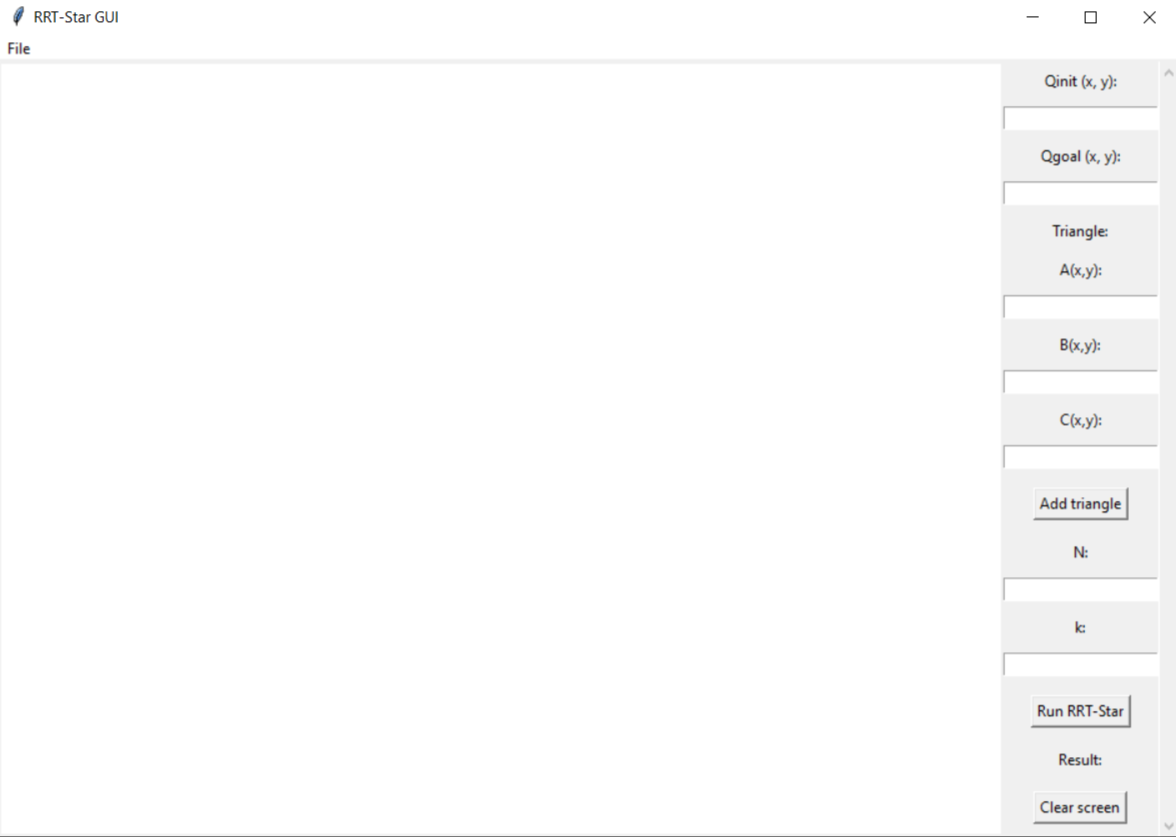 RRT-Star GUI
File
Qinit (x, y):
Qgoal (x, y):
Triangle:
A(x,y):
B(x,y):
C(x,y):
Add triangle
N:
k:
Run RRT-Star
Result:
Clear screen